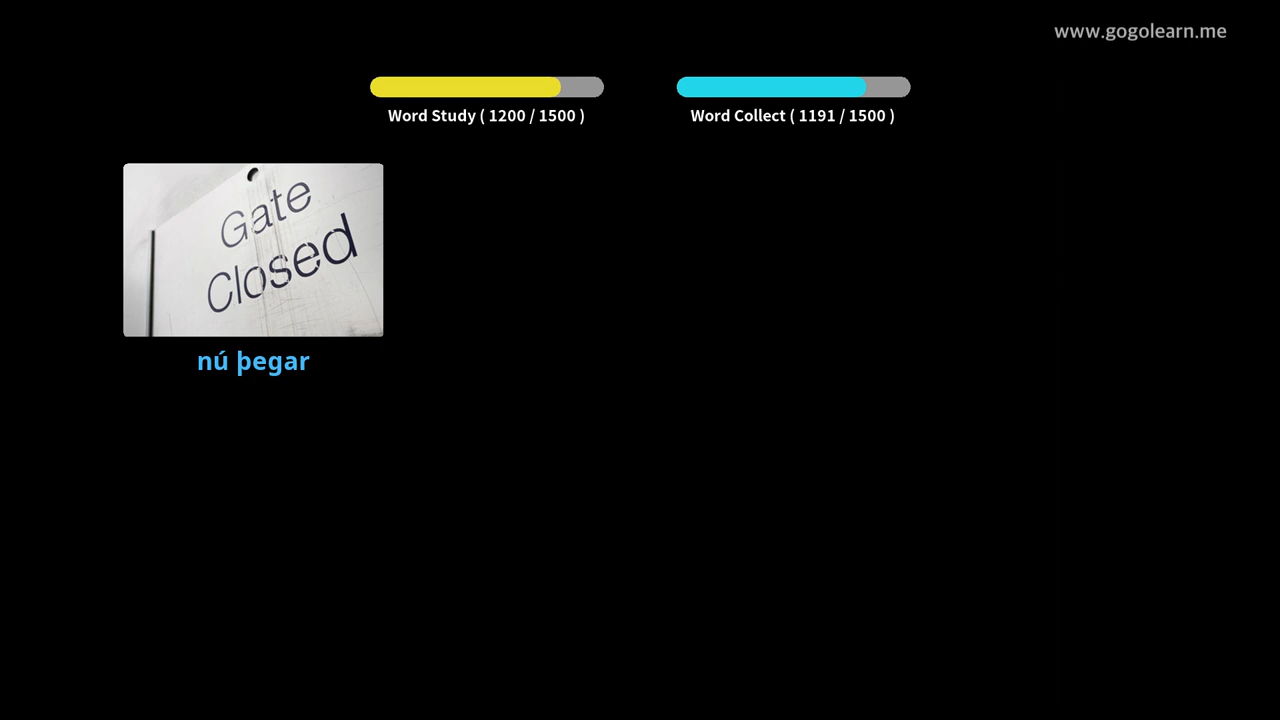 www.gogolearn.me
Word Study ( 1200 / 1500 )
Word Collect ( 1191 / 1500 )
Gate
Closed
nú þegar